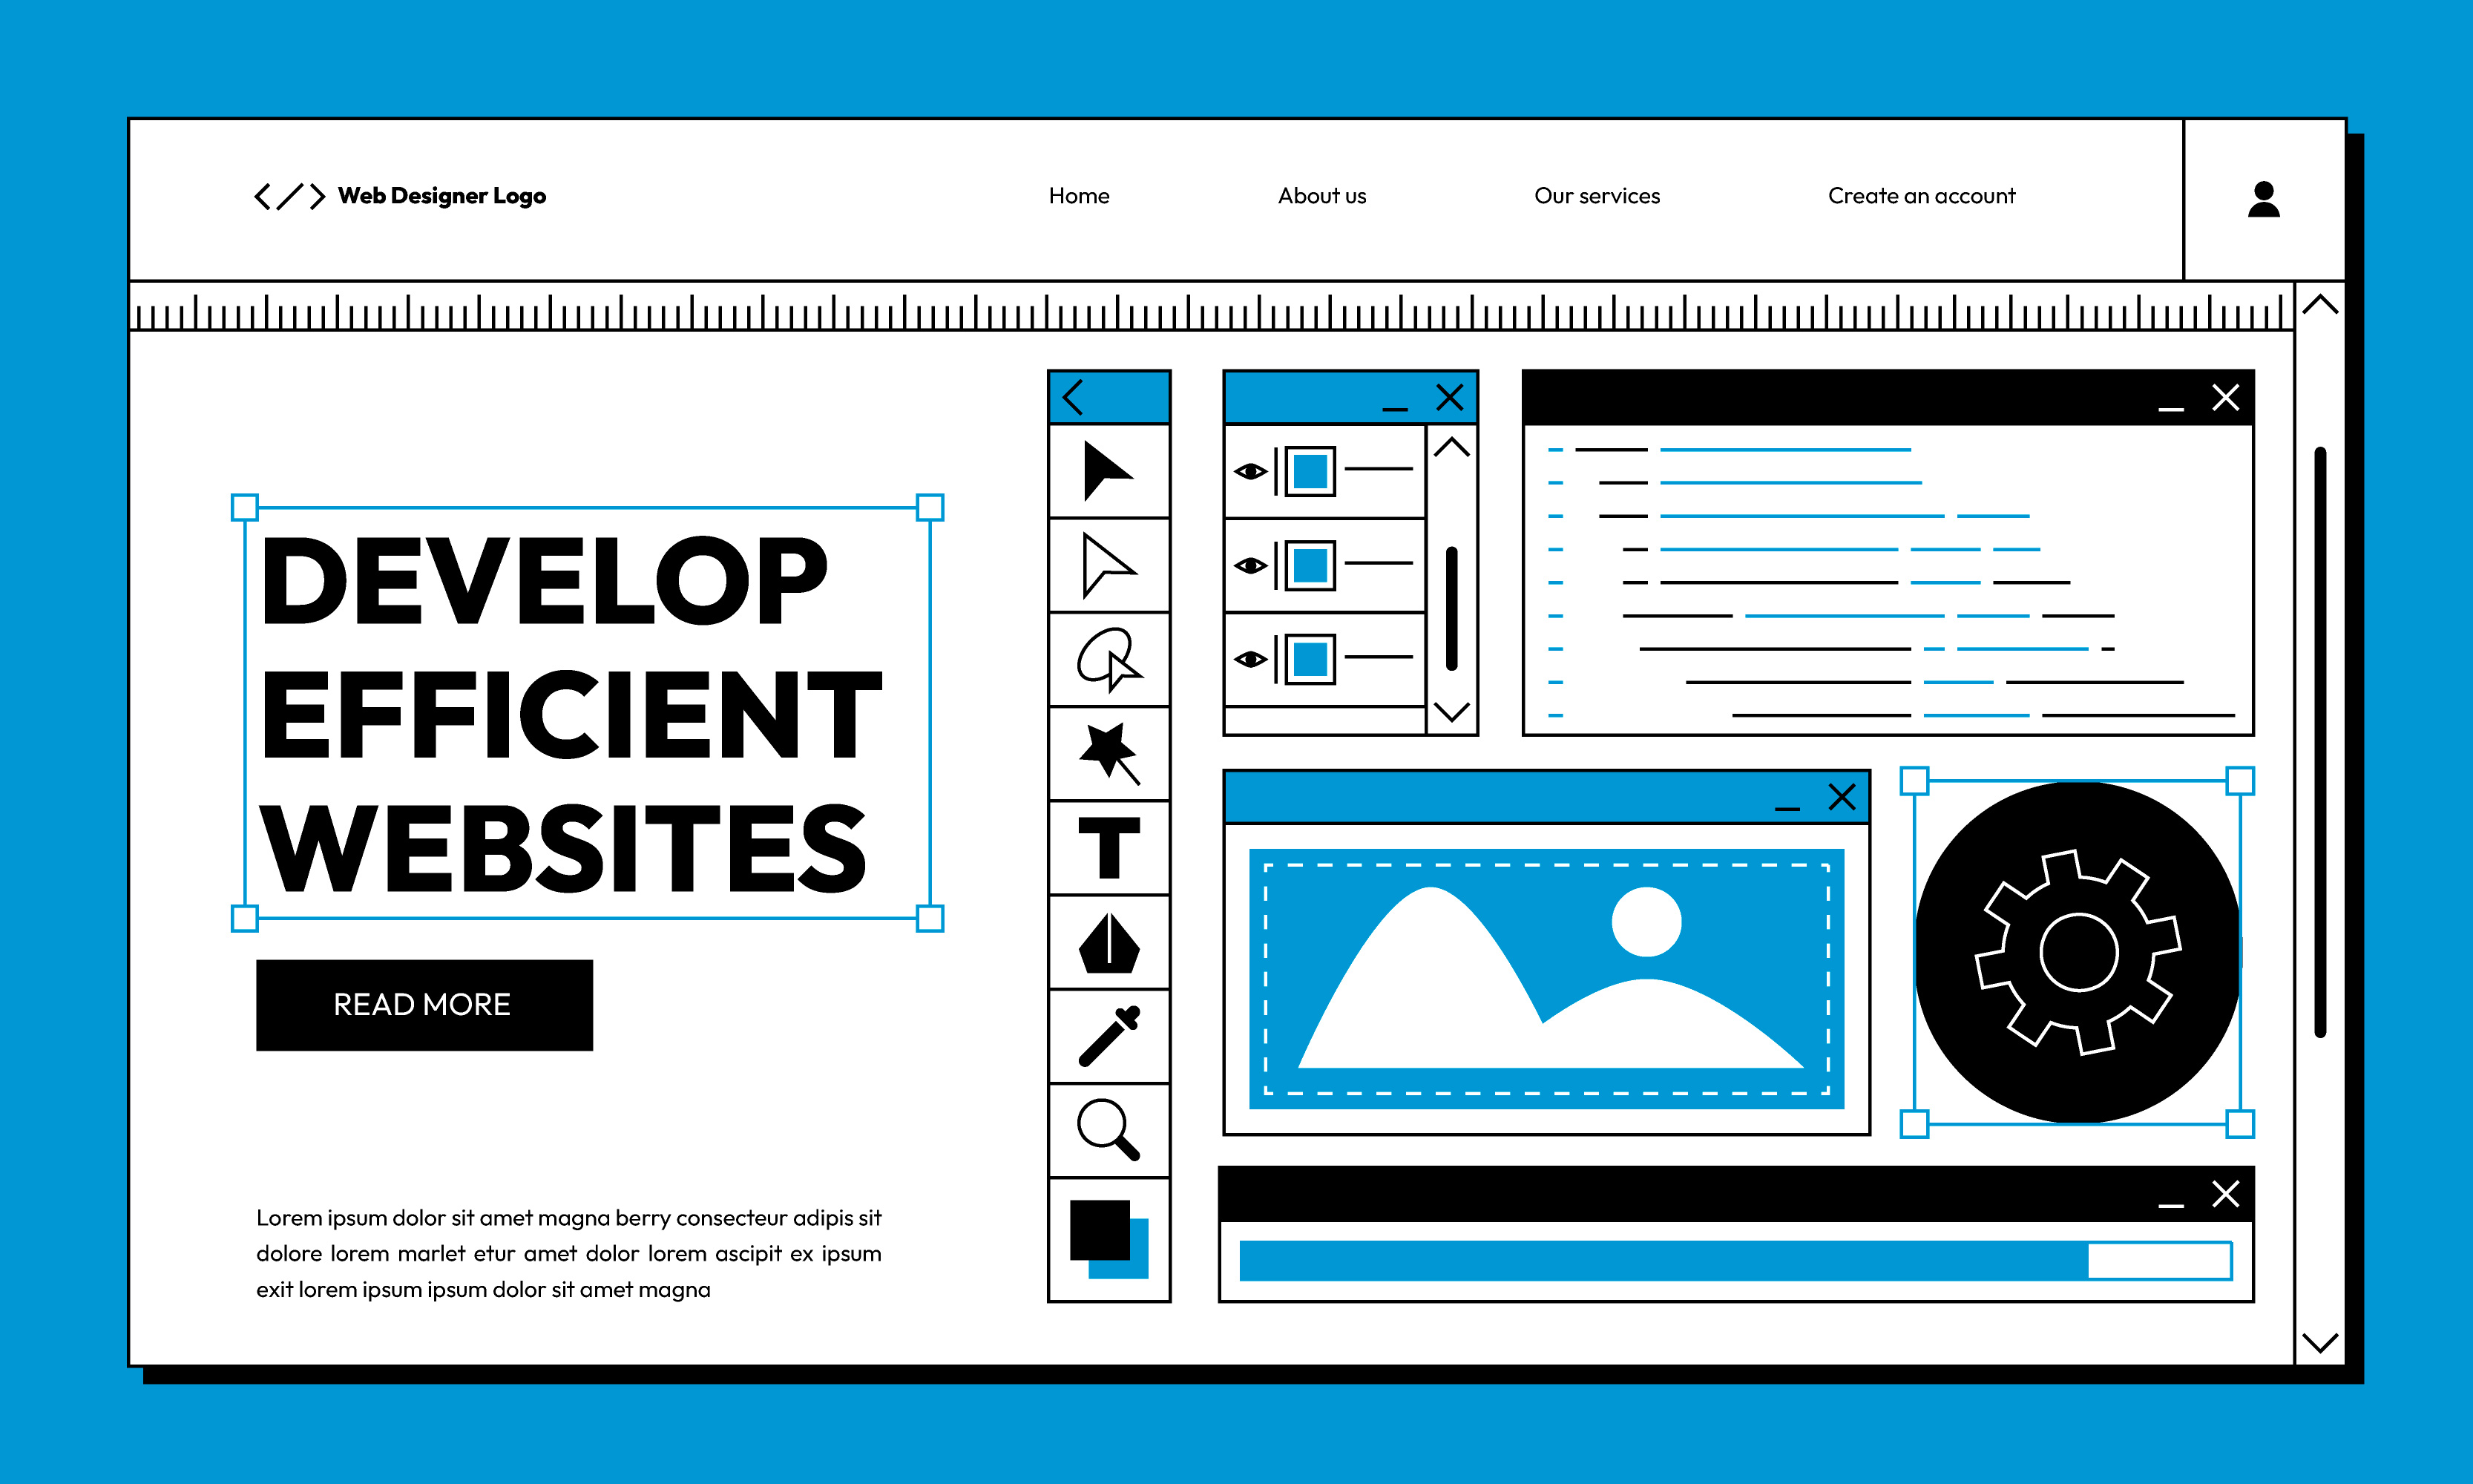 Web Designer Logo
Home
About us
Our services
Create an account
DEVELOP
EFFICIENT
WEBSITES
READ MORE
Lorem ipsum dolor sit amet magna berry consecteur adipis sit
dolore lorem marlet etur amet dolor lorem ascipit ex ipsum
exit lorem ipsum ipsum dolor sit amet magna
T